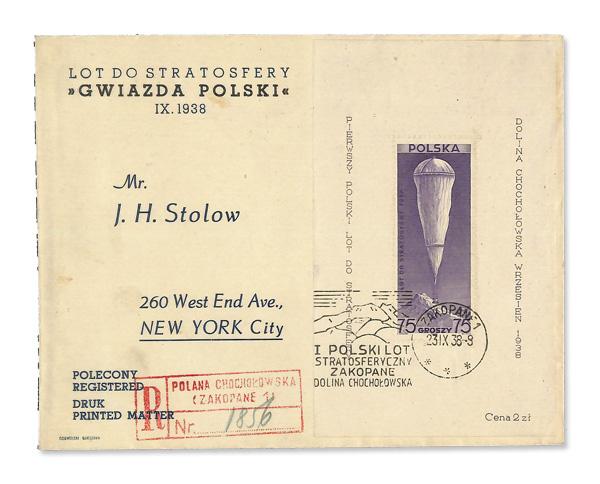 LOT DO STRATOSFERY
»GWIAZDA POLSKI«
IX. 1938
Mr.
J. H. Stolow
260 West End Ave.,
NEW YORK City
POLECONY
REGISTERED
DRUK
PRINTED MATTER
R
POLANA CHOCHOŁOWSKA
(ZAKOPANE 1)
Nr. 1856
PIERWSZY POLSKI LOT DO STRATOSFERY
POLSKA
75 GROSZY 75
DOLINA CHOCHOŁOWSKA WRZESIEŃ 1938
ZAKOPANE 1
23 IX 38-8
I POLSKI LOT
STRATOSFERYCZNY
ZAKOPANE
DOLINA CHOCHOŁOWSKA
Cena 2 zł